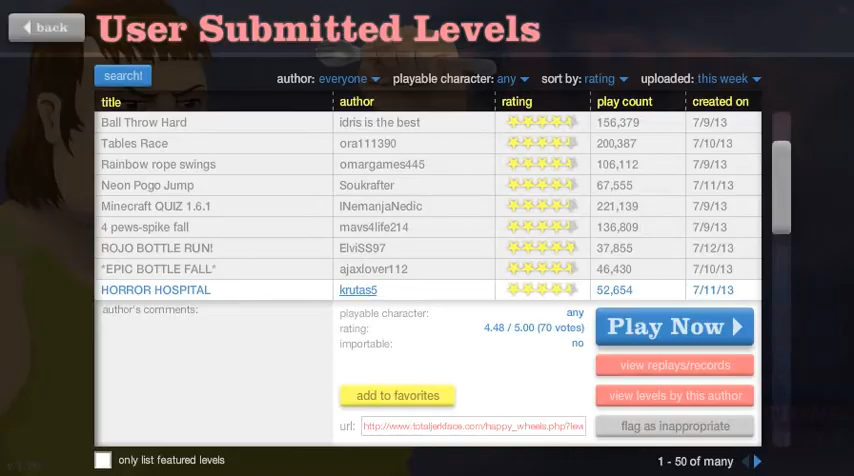 back
User Submitted Levels
search!
author: everyone playable character: any sort by: rating uploaded: this week
title author rating play count created on
Ball Throw Hard idris is the best 156,379 7/9/13
Tables Race ora111390 200,387 7/10/13
Rainbow rope swings omargames445 106,112 7/9/13
Neon Pogo Jump Soukrafter 67,555 7/11/13
Minecraft QUIZ 1.6.1 INemanjaNedic 221,139 7/9/13
4 pews-spike fall mavs4life214 136,809 7/9/13
ROJO BOTTLE RUN! ElviSS97 37,855 7/12/13
*EPIC BOTTLE FALL* ajaxlover112 46,430 7/10/13
HORROR HOSPITAL krutas5 52,654 7/11/13
author's comments:
playable character: any
rating: 4.48 / 5.00 (70 votes)
importable: no
Play Now
view replays/records
add to favorites
view levels by this author
url: http://www.totaljerkface.com/happy_wheels.php?leve
flag as inappropriate
only list featured levels
1 - 50 of many